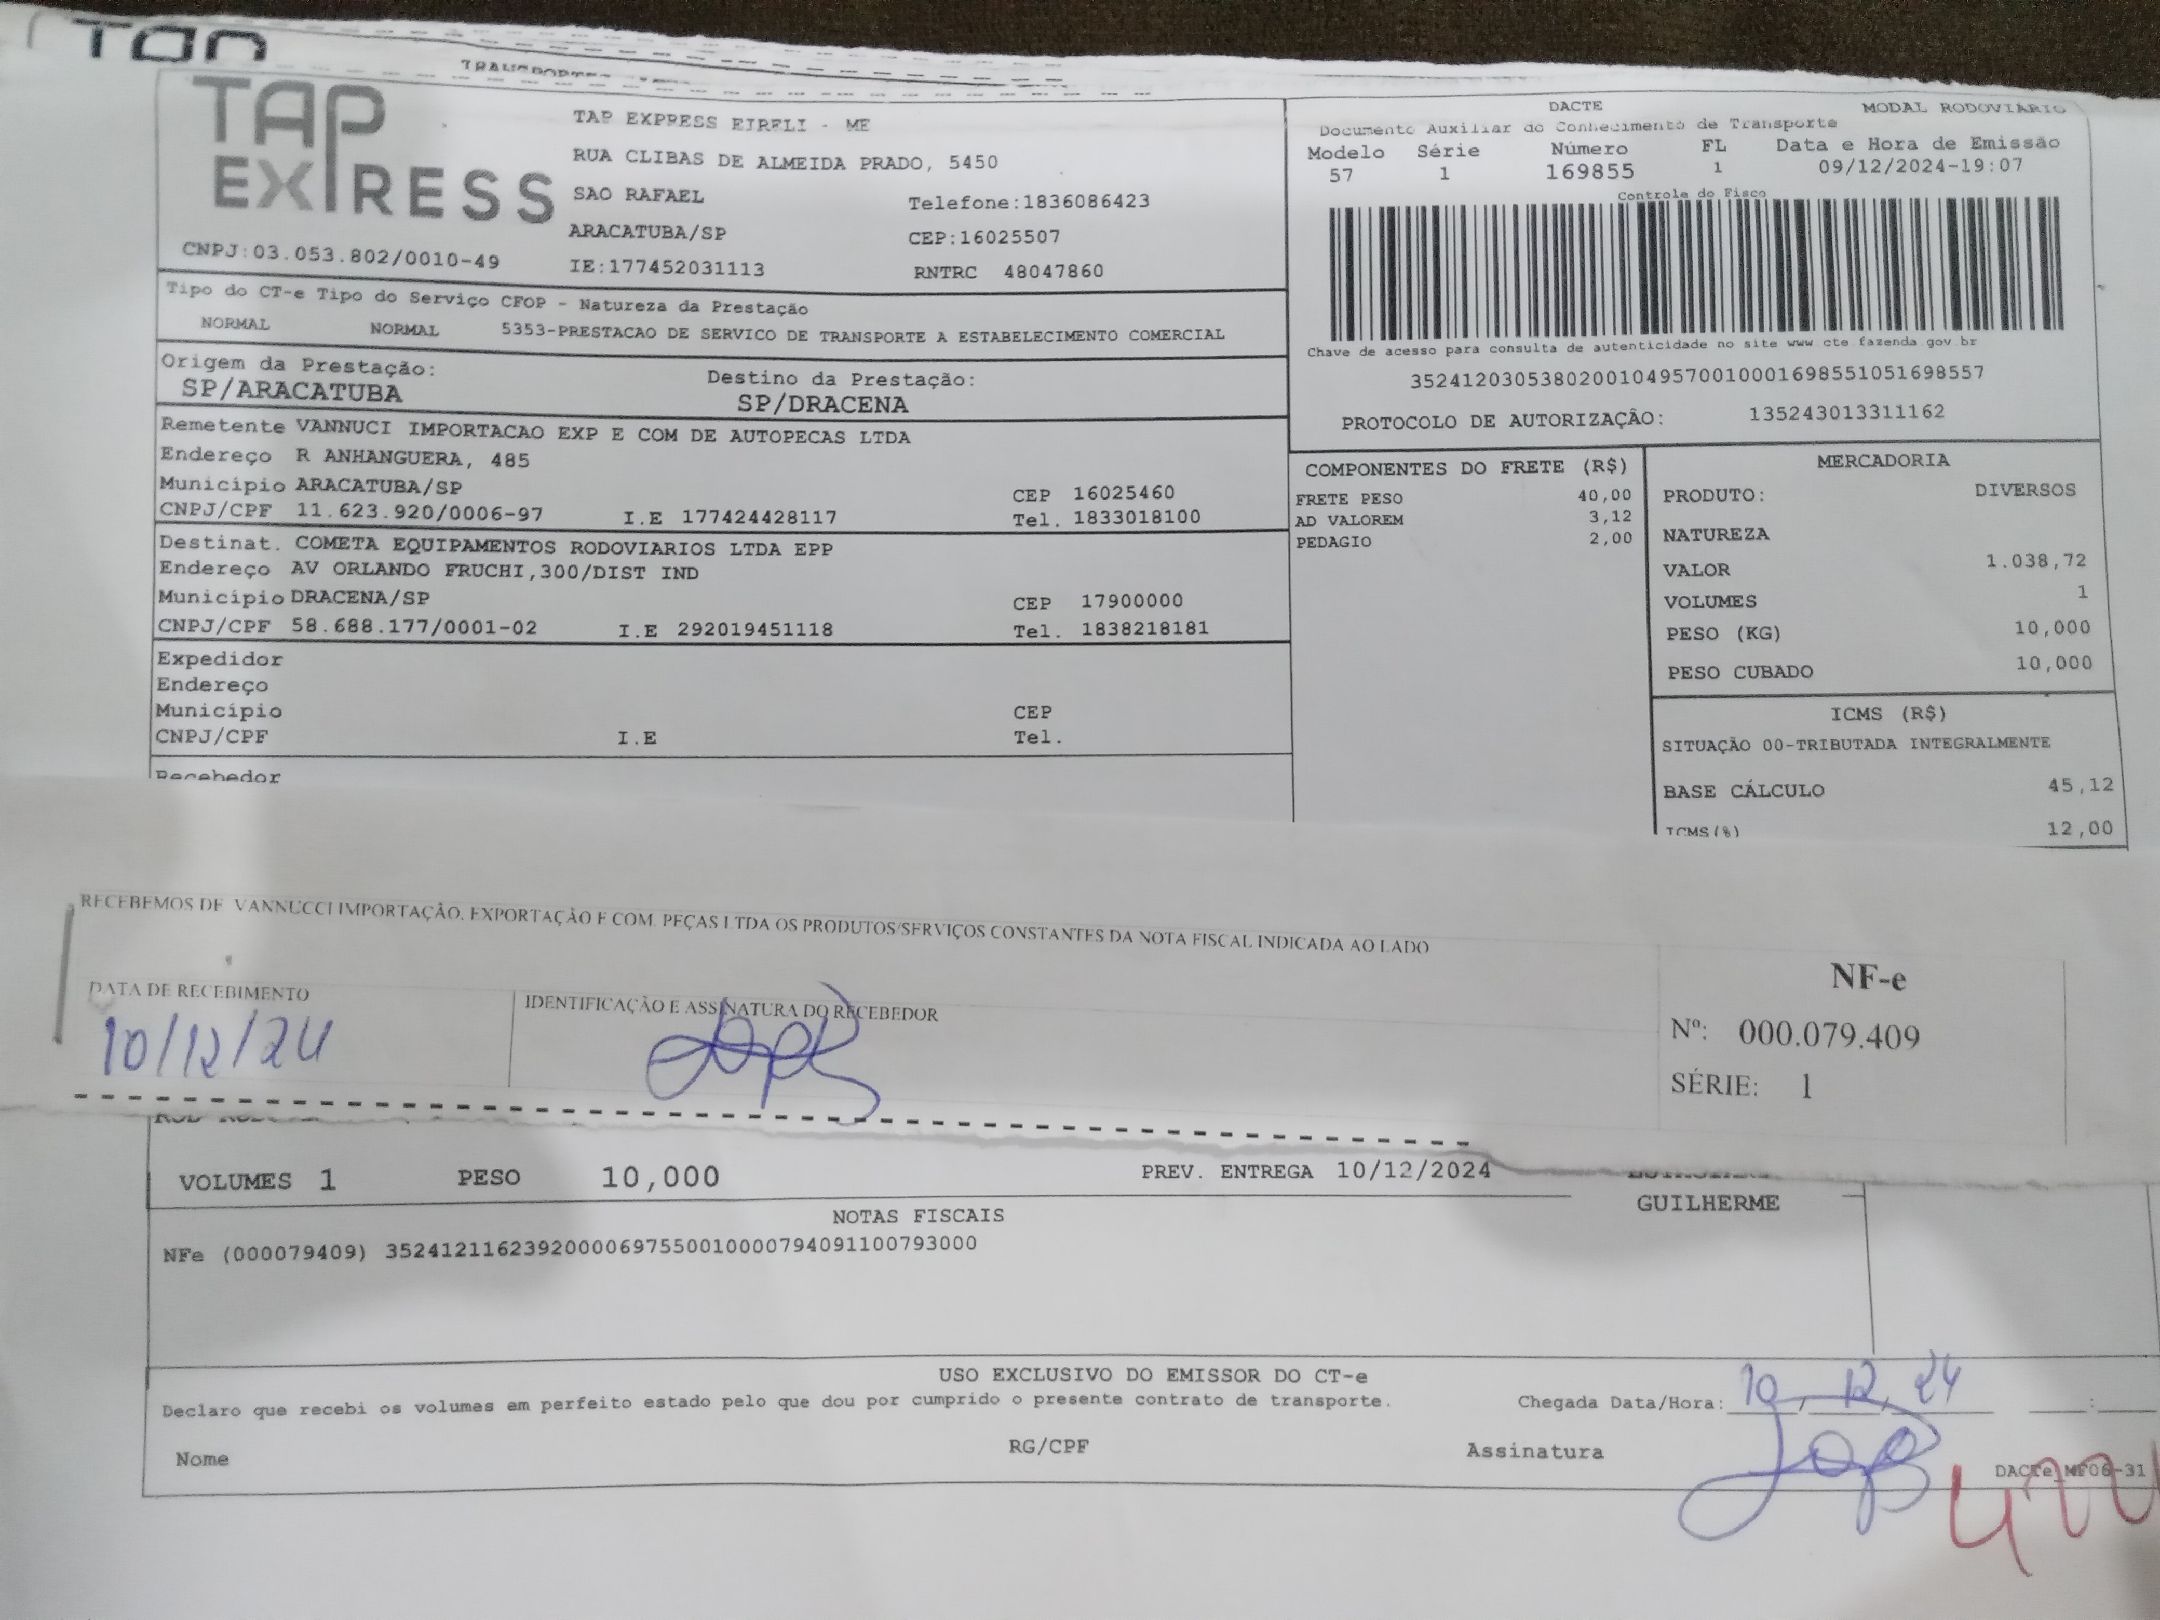 TAP
EXPRESS
CNPJ:03.053.802/0010-49
TAP EXPRESS EIRELI - ME
RUA CLIBAS DE ALMEIDA PRADO, 5450
SAO RAFAEL Telefone:1836086423
ARACATUBA/SP CEP:16025507
IE:177452031113 RNTRC 48047860
DACTE MODAL RODOVIARIO
Documento Auxiliar do Conhecimento de Transporte
Modelo Série Número FL Data e Hora de Emissão
57 1 169855 1 09/12/2024-19:07
Controle do Fisco
Chave de acesso para consulta de autenticidade no site www.cte.fazenda.gov.br
35241203053802001049570010001698551051698557
PROTOCOLO DE AUTORIZAÇÃO: 135243013311162
Tipo do CT-e Tipo do Serviço CFOP - Natureza da Prestação
NORMAL NORMAL 5353-PRESTACAO DE SERVICO DE TRANSPORTE A ESTABELECIMENTO COMERCIAL
Origem da Prestação: Destino da Prestação:
SP/ARACATUBA SP/DRACENA
Remetente VANNUCI IMPORTACAO EXP E COM DE AUTOPECAS LTDA
Endereço R ANHANGUERA, 485
Município ARACATUBA/SP CEP 16025460
CNPJ/CPF 11.623.920/0006-97 I.E 177424428117 Tel. 1833018100
Destinat. COMETA EQUIPAMENTOS RODOVIARIOS LTDA EPP
Endereço AV ORLANDO FRUCHI,300/DIST IND
Município DRACENA/SP CEP 17900000
CNPJ/CPF 58.688.177/0001-02 I.E 292019451118 Tel. 1838218181
Expedidor
Endereço
Município CEP
CNPJ/CPF I.E Tel.
Recebedor
COMPONENTES DO FRETE (R$)
FRETE PESO 40,00
AD VALOREM 3,12
PEDAGIO 2,00
MERCADORIA
PRODUTO: DIVERSOS
NATUREZA
VALOR 1.038,72
VOLUMES 1
PESO (KG) 10,000
PESO CUBADO 10,000
ICMS (R$)
SITUAÇÃO 00-TRIBUTADA INTEGRALMENTE
BASE CÁLCULO 45,12
ICMS(%) 12,00
RECEBEMOS DE VANNUCCI IMPORTAÇÃO, EXPORTAÇÃO E COM. PEÇAS LTDA OS PRODUTOS/SERVIÇOS CONSTANTES DA NOTA FISCAL INDICADA AO LADO
DATA DE RECEBIMENTO IDENTIFICAÇÃO E ASSINATURA DO RECEBEDOR
10/12/24
NF-e
Nº: 000.079.409
SÉRIE: 1
VOLUMES 1 PESO 10,000 PREV. ENTREGA 10/12/2024
GUILHERME
NOTAS FISCAIS
NFe (000079409) 35241211623920000697550010000794091100793000
USO EXCLUSIVO DO EMISSOR DO CT-e
Declaro que recebi os volumes em perfeito estado pelo que dou por cumprido o presente contrato de transporte. Chegada Data/Hora: 10, 12, 24 :
Nome RG/CPF Assinatura
DACTe_MF06-31